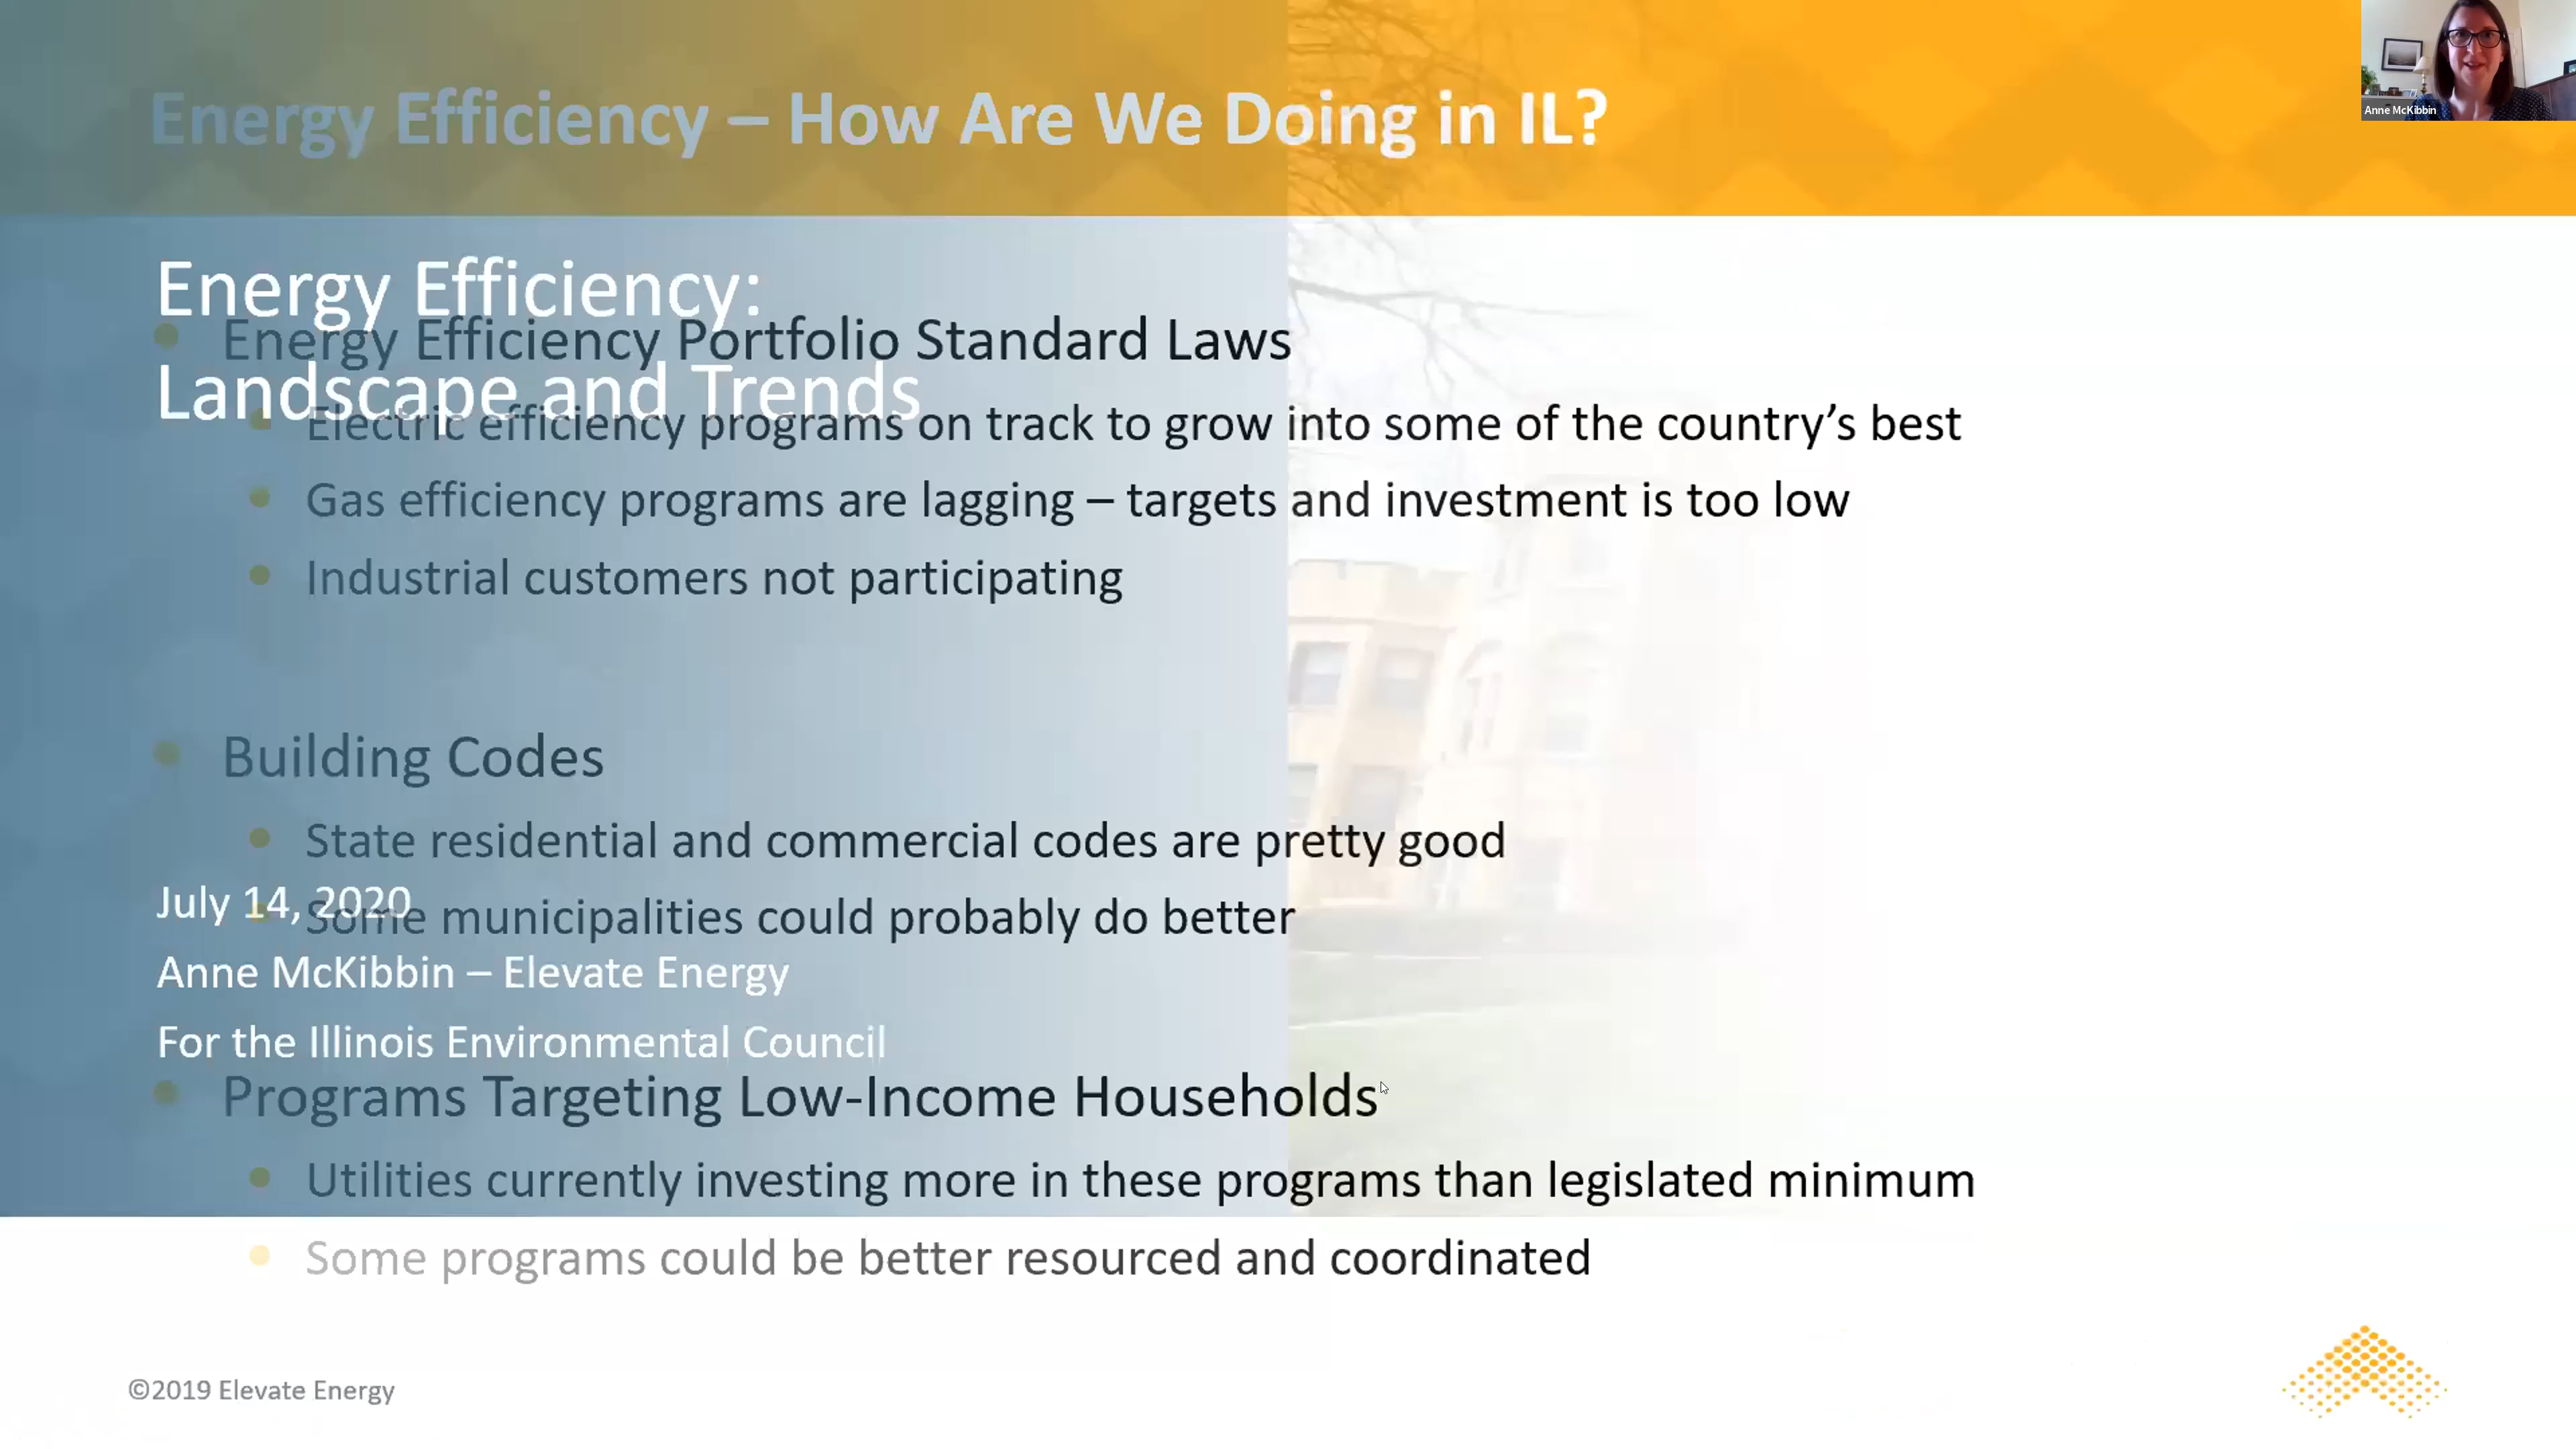 Energy Efficiency – How Are We Doing in IL?
Anne McKibbin
Energy Efficiency:
Landscape and Trends
Energy Efficiency Portfolio Standard Laws
Electric efficiency programs on track to grow into some of the country’s best
Gas efficiency programs are lagging – targets and investment is too low
Industrial customers not participating
Building Codes
State residential and commercial codes are pretty good
Some municipalities could probably do better
July 14, 2020
Anne McKibbin – Elevate Energy
For the Illinois Environmental Council
Programs Targeting Low-Income Households
Utilities currently investing more in these programs than legislated minimum
Some programs could be better resourced and coordinated
©2019 Elevate Energy